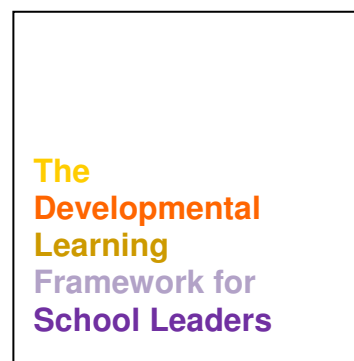 The
Developmental
Learning
Framework for
School Leaders